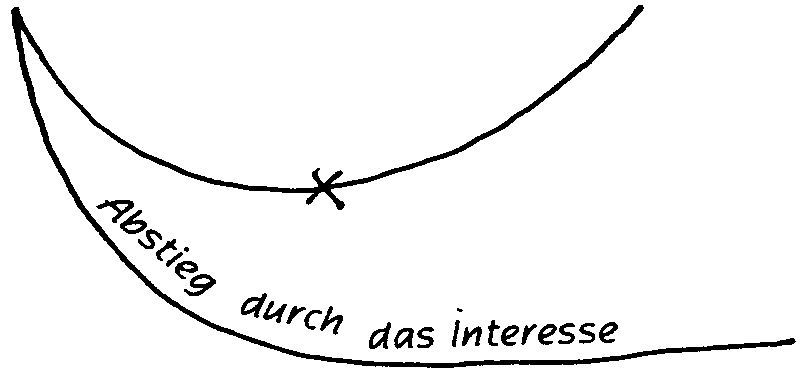 Abstieg durch das interesse